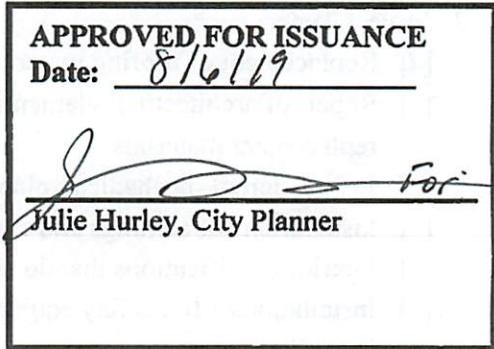 APPROVED FOR ISSUANCE
Date: 8/6/19
For
Julie Hurley, City Planner